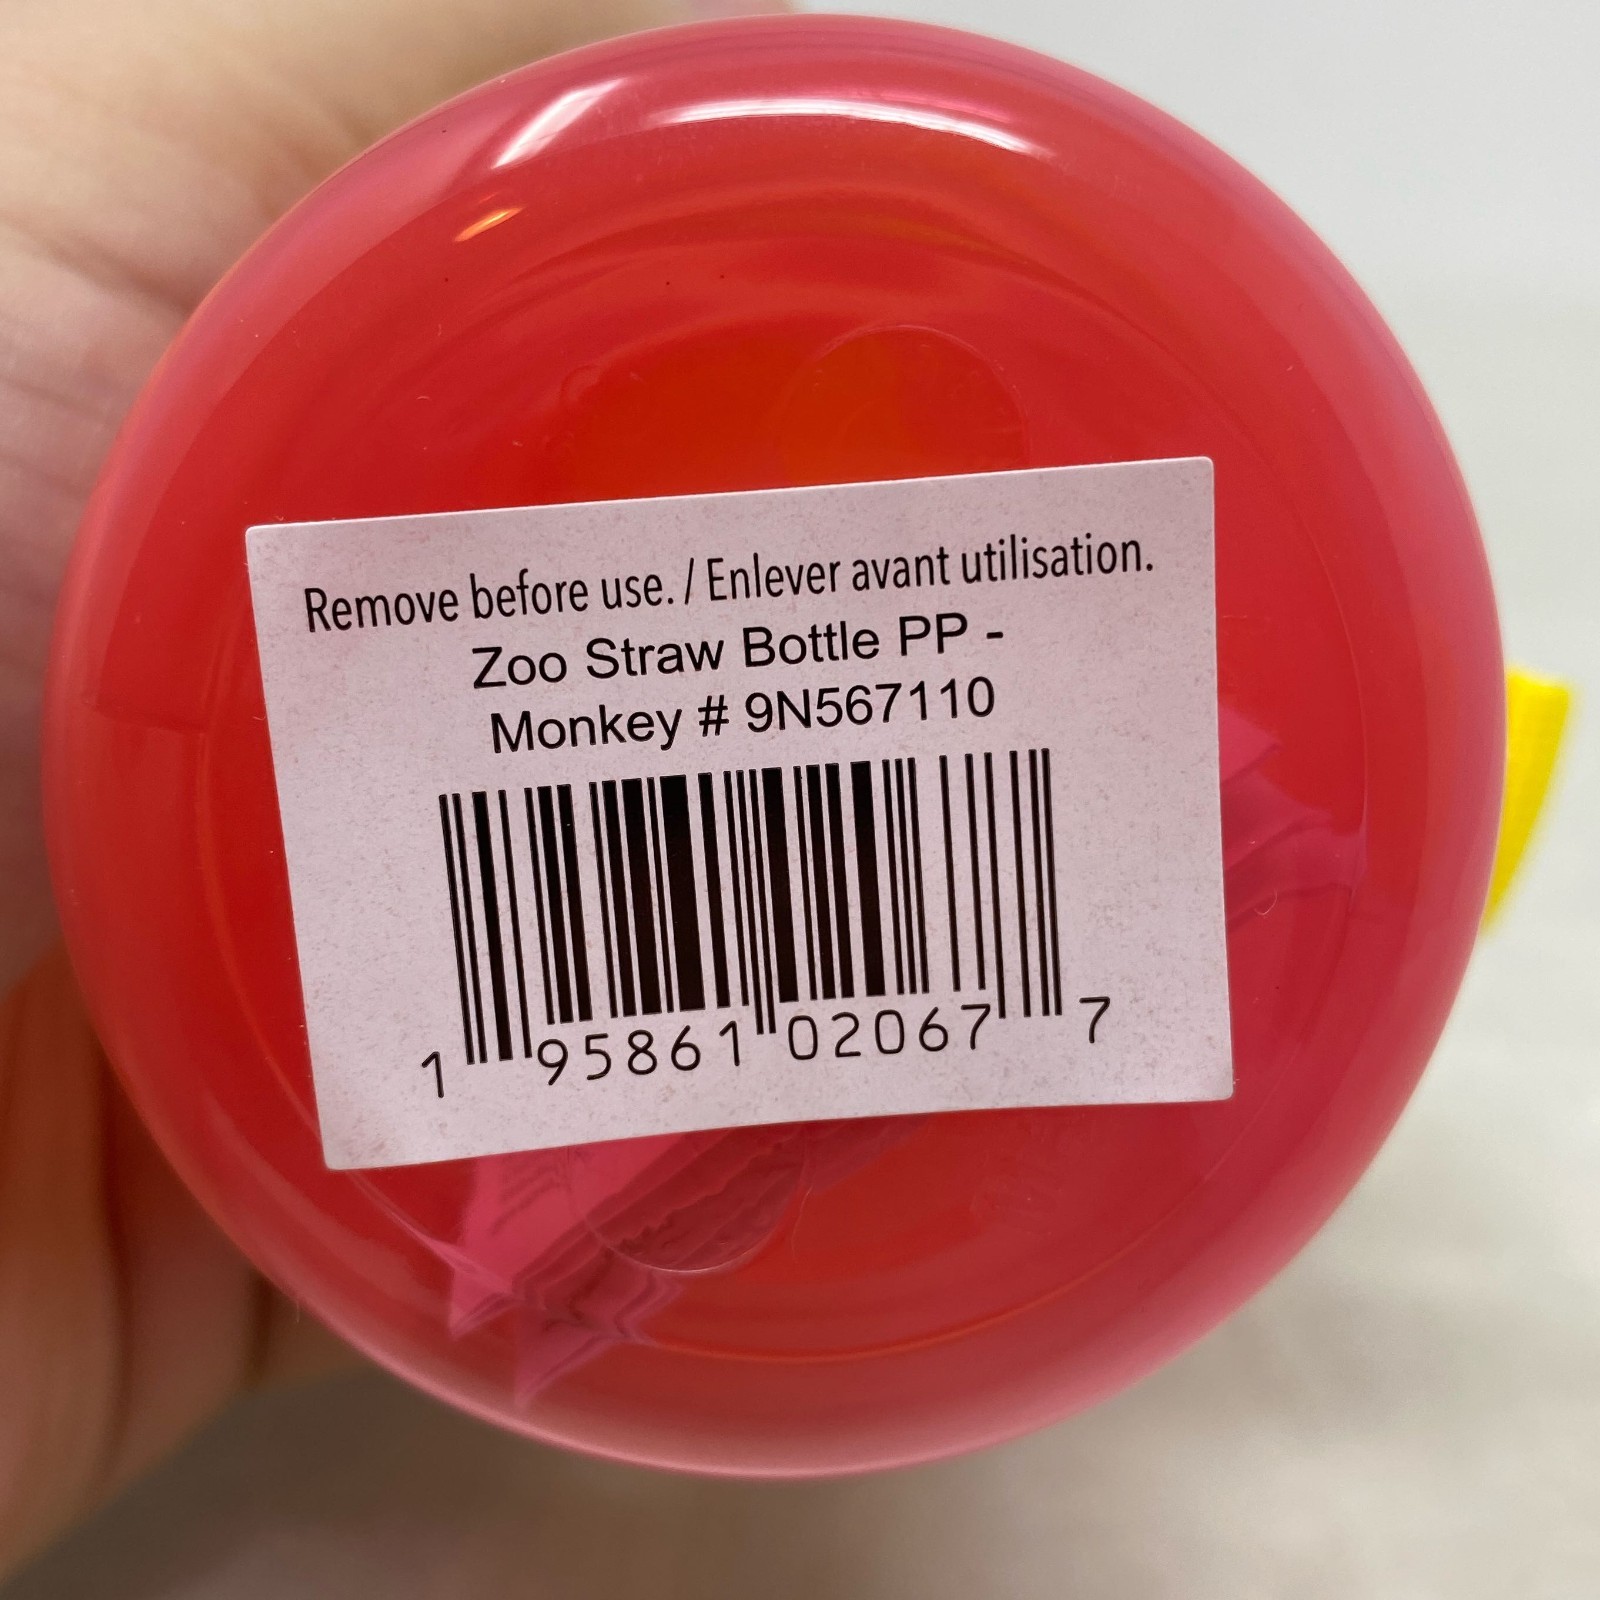 Remove before use. / Enlever avant utilisation.
Zoo Straw Bottle PP -
Monkey # 9N567110
1 95861 02067 7